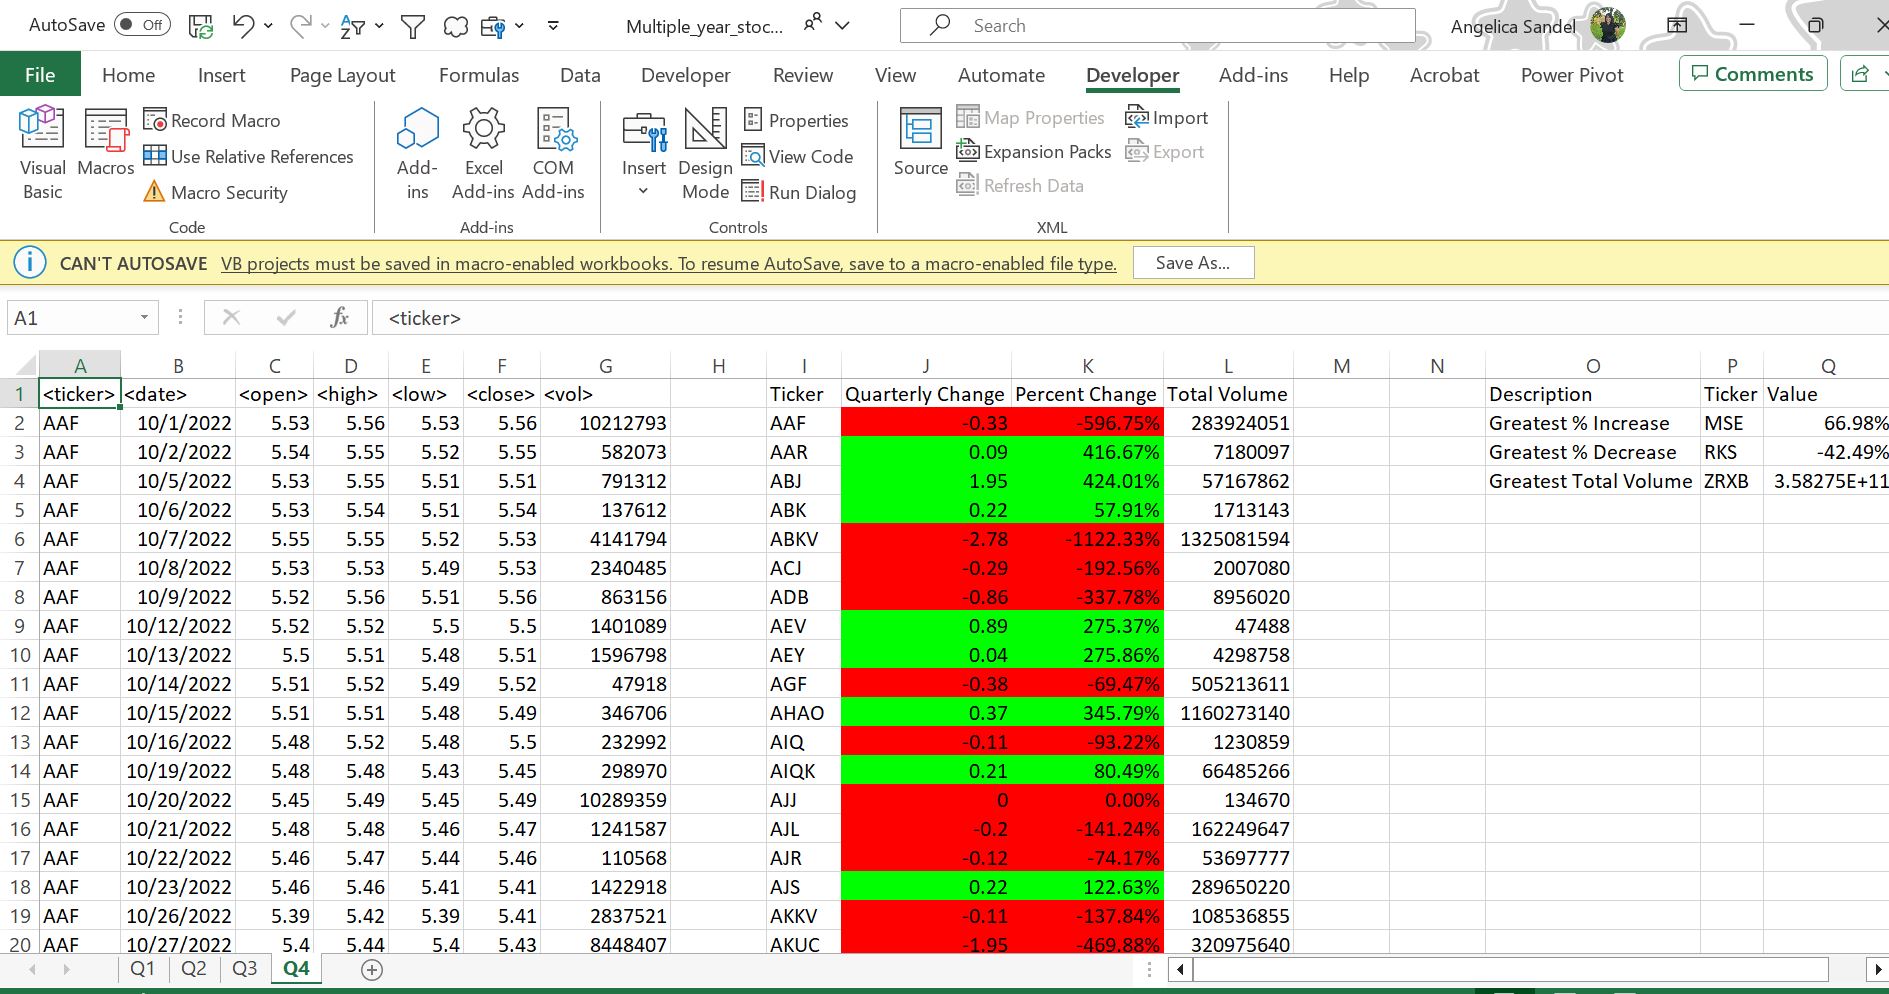 AutoSave Off Multiple_year_stoc... Search Angelica Sandel
File Home Insert Page Layout Formulas Data Developer Review View Automate Developer Add-ins Help Acrobat Power Pivot Comments
Visual Basic Macros Record Macro Use Relative References Macro Security Code
Add-ins Excel Add-ins COM Add-ins Add-ins
Insert Design Mode Properties View Code Run Dialog Controls
Source Map Properties Expansion Packs Refresh Data Import Export XML
CAN'T AUTOSAVE VB projects must be saved in macro-enabled workbooks. To resume AutoSave, save to a macro-enabled file type. Save As...
A1 fx <ticker>
A B C D E F G H I J K L M N O P Q
1 <ticker> <date> <open> <high> <low> <close> <vol> Ticker Quarterly Change Percent Change Total Volume Description Ticker Value
2 AAF 10/1/2022 5.53 5.56 5.53 5.56 10212793 AAF -0.33 -596.75% 283924051 Greatest % Increase MSE 66.98%
3 AAF 10/2/2022 5.54 5.55 5.52 5.55 582073 AAR 0.09 416.67% 7180097 Greatest % Decrease RKS -42.49%
4 AAF 10/5/2022 5.53 5.55 5.51 5.51 791312 ABJ 1.95 424.01% 57167862 Greatest Total Volume ZRXB 3.58275E+11
5 AAF 10/6/2022 5.53 5.54 5.51 5.54 137612 ABK 0.22 57.91% 1713143
6 AAF 10/7/2022 5.55 5.55 5.52 5.53 4141794 ABKV -2.78 -1122.33% 1325081594
7 AAF 10/8/2022 5.53 5.53 5.49 5.53 2340485 ACJ -0.29 -192.56% 2007080
8 AAF 10/9/2022 5.52 5.56 5.51 5.56 863156 ADB -0.86 -337.78% 8956020
9 AAF 10/12/2022 5.52 5.52 5.5 5.5 1401089 AEV 0.89 275.37% 47488
10 AAF 10/13/2022 5.5 5.51 5.48 5.51 1596798 AEY 0.04 275.86% 4298758
11 AAF 10/14/2022 5.51 5.52 5.49 5.52 47918 AGF -0.38 -69.47% 505213611
12 AAF 10/15/2022 5.51 5.51 5.48 5.49 346706 AHAO 0.37 345.79% 1160273140
13 AAF 10/16/2022 5.48 5.52 5.48 5.5 232992 AIQ -0.11 -93.22% 1230859
14 AAF 10/19/2022 5.48 5.48 5.43 5.45 298970 AIQK 0.21 80.49% 66485266
15 AAF 10/20/2022 5.45 5.49 5.45 5.49 10289359 AJJ 0 0.00% 134670
16 AAF 10/21/2022 5.48 5.48 5.46 5.47 1241587 AJL -0.2 -141.24% 162249647
17 AAF 10/22/2022 5.46 5.47 5.44 5.46 110568 AJR -0.12 -74.17% 53697777
18 AAF 10/23/2022 5.46 5.46 5.41 5.41 1422918 AJS 0.22 122.63% 289650220
19 AAF 10/26/2022 5.39 5.42 5.39 5.41 2837521 AKKV -0.11 -137.84% 108536855
20 AAF 10/27/2022 5.4 5.44 5.4 5.43 8448407 AKUC -1.95 -469.88% 320975640
Q1 Q2 Q3 Q4